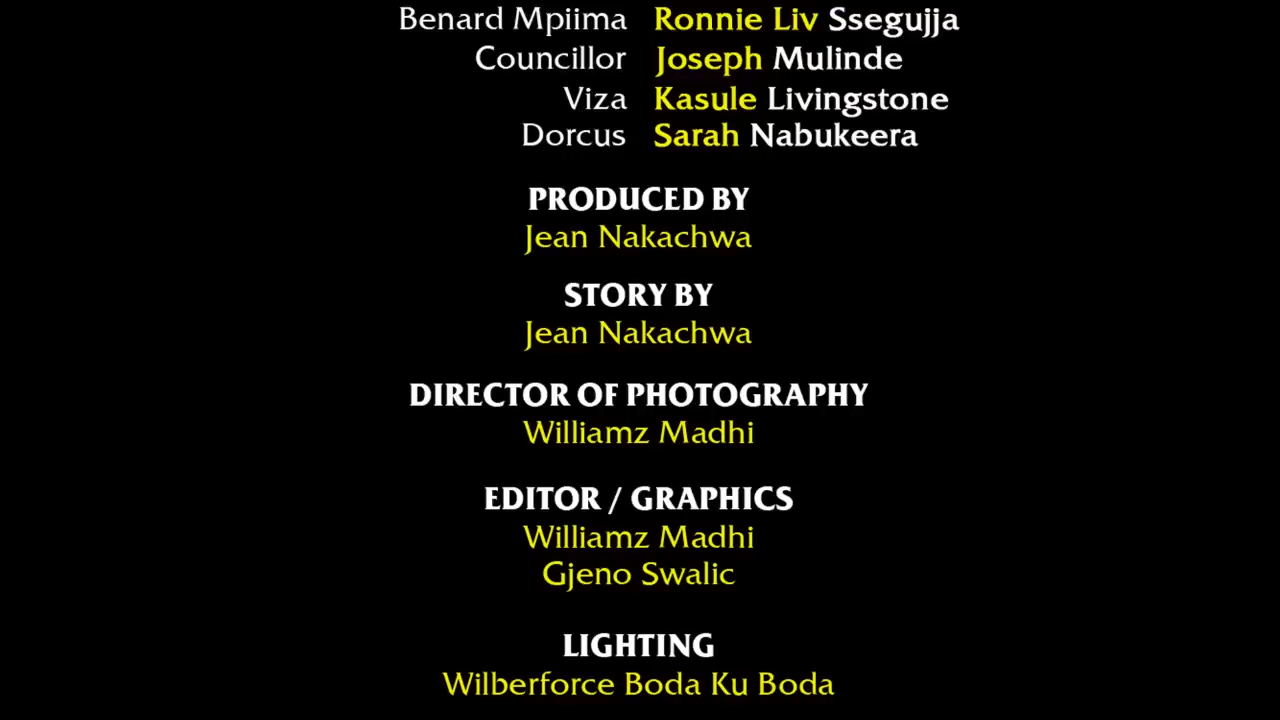 Benard Mpiima Ronnie Liv Ssegujja
Councillor Joseph Mulinde
Viza Kasule Livingstone
Dorcus Sarah Nabukeera
PRODUCED BY
Jean Nakachwa
STORY BY
Jean Nakachwa
DIRECTOR OF PHOTOGRAPHY
Williamz Madhi
EDITOR / GRAPHICS
Williamz Madhi
Gjeno Swalic
LIGHTING
Wilberforce Boda Ku Boda